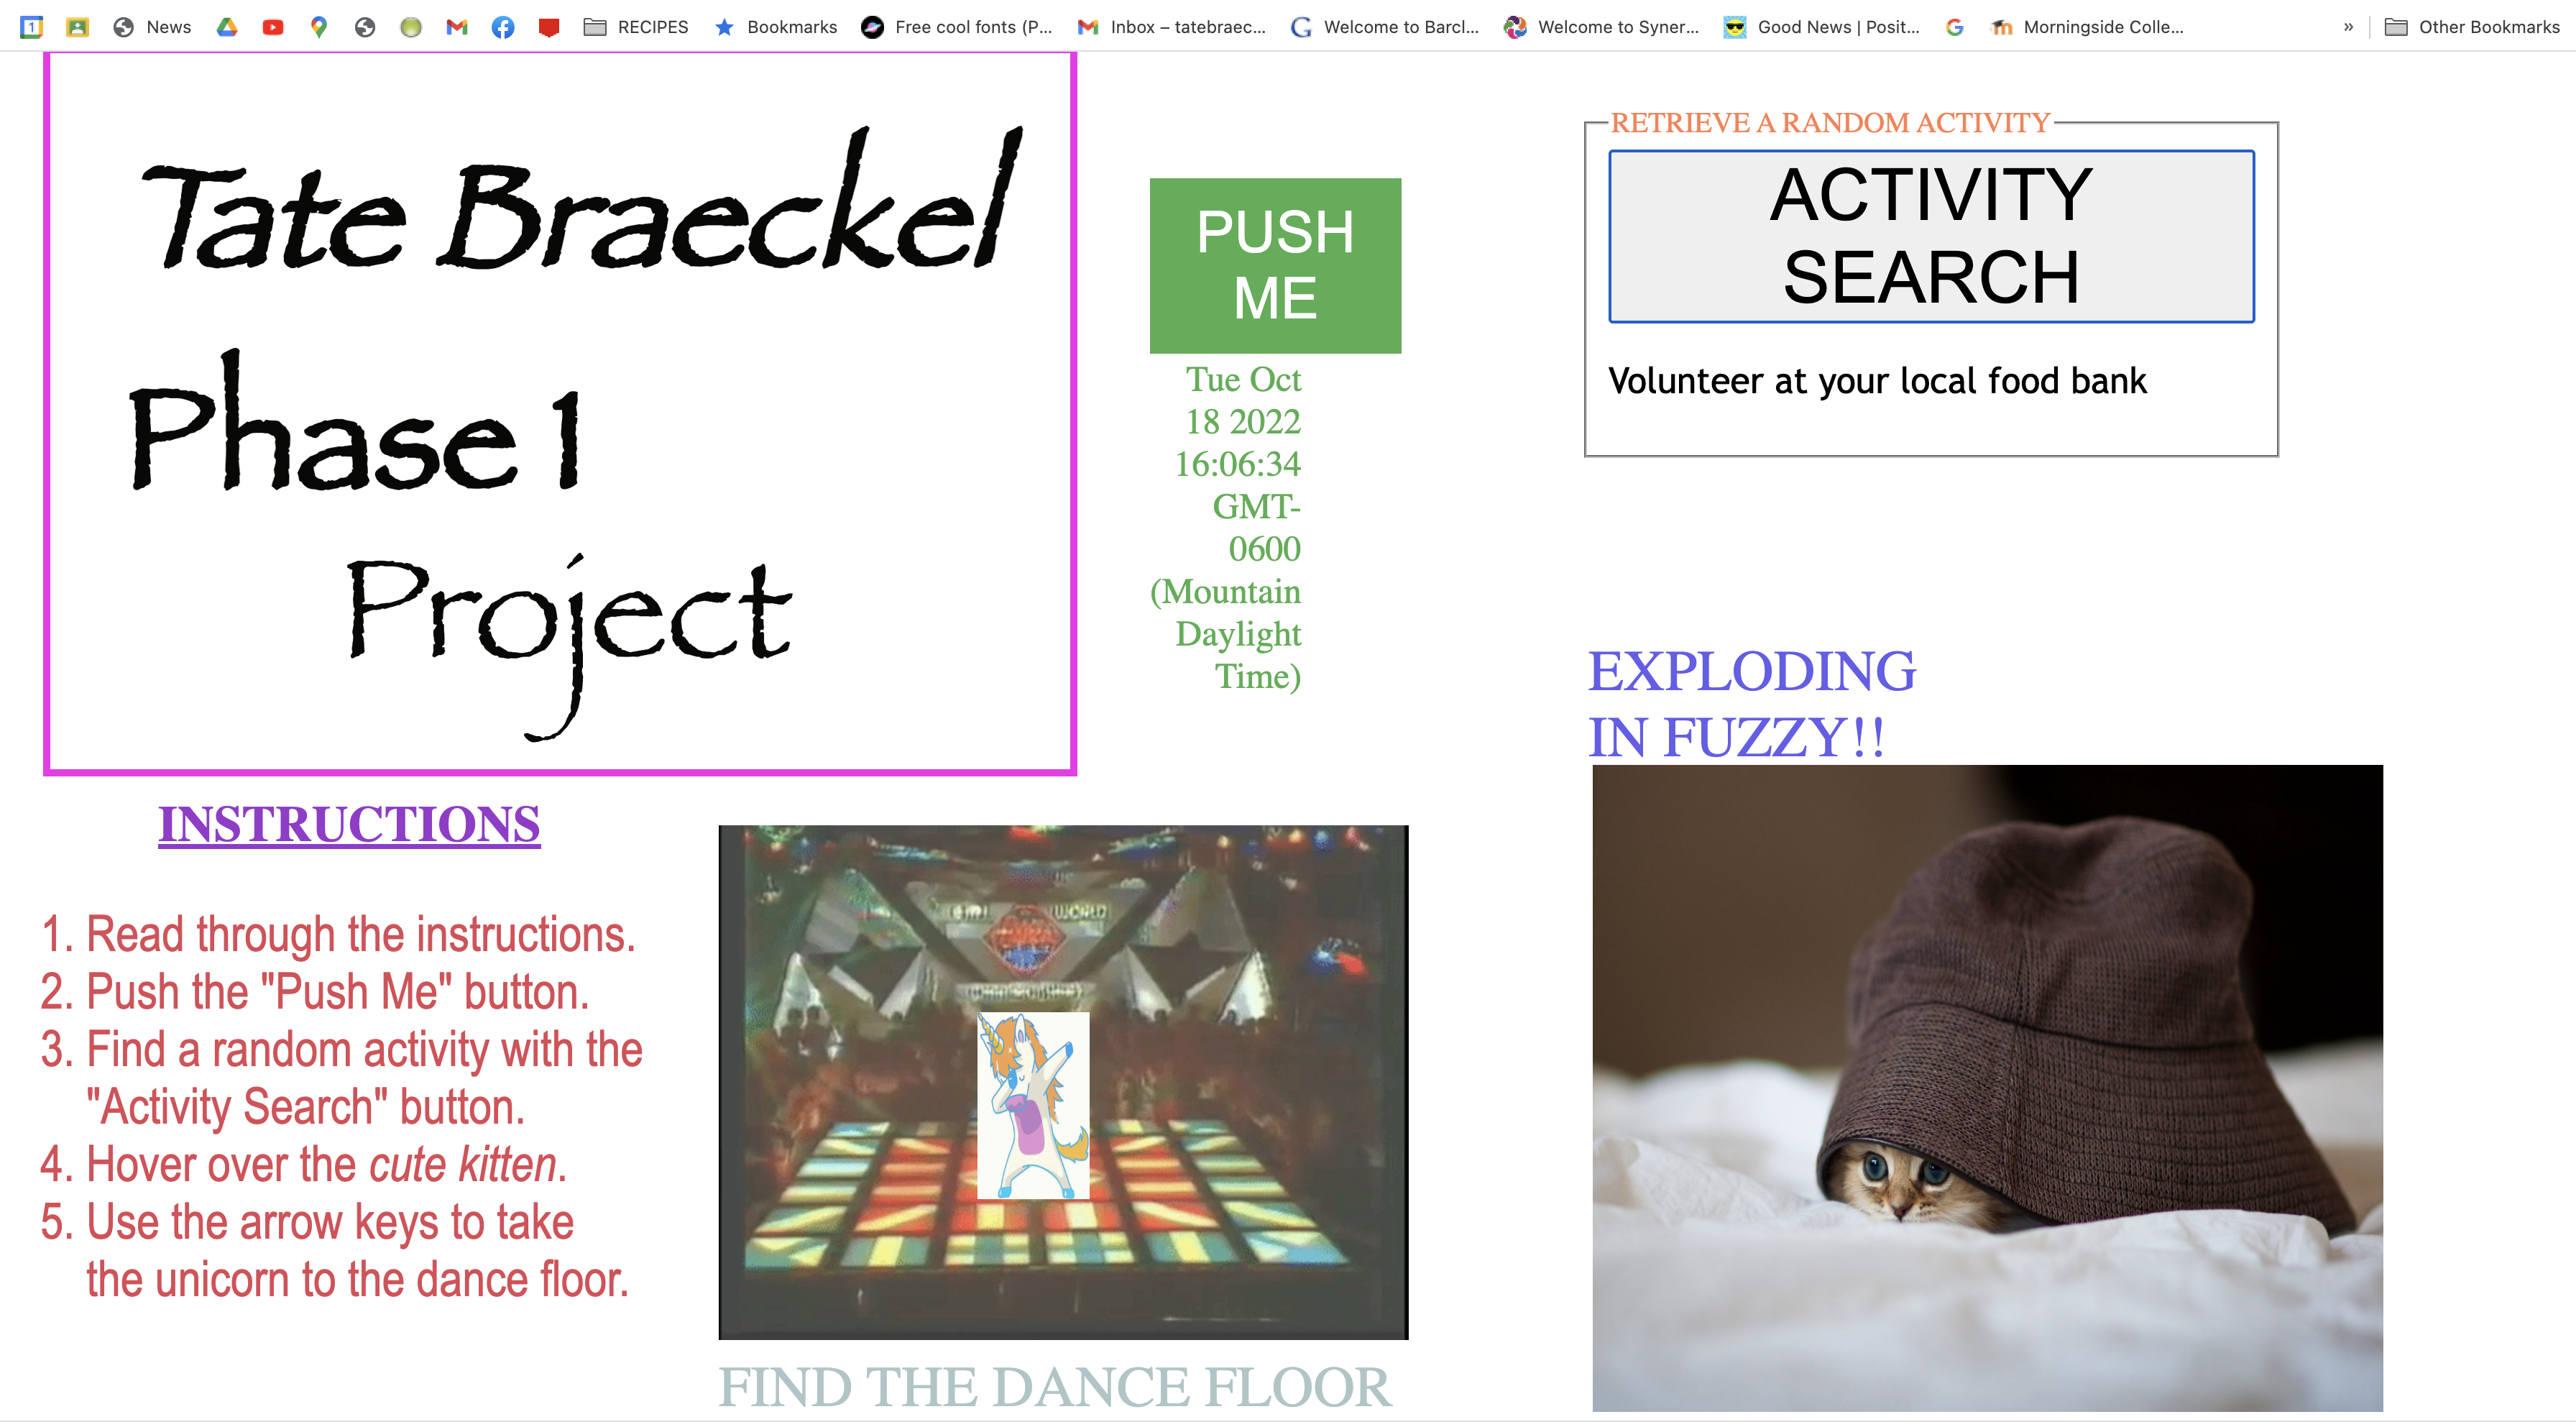 News
RECIPES
Bookmarks
Free cool fonts (P...
Inbox – tatebraec...
Welcome to Barcl...
Welcome to Syner...
Good News | Posit...
Morningside Colle...
»
Other Bookmarks
Tate Braeckel
Phase 1
Project
PUSH
ME
Tue Oct
18 2022
16:06:34
GMT-
0600
(Mountain
Daylight
Time)
RETRIEVE A RANDOM ACTIVITY
ACTIVITY
SEARCH
Volunteer at your local food bank
EXPLODING
IN FUZZY!!
INSTRUCTIONS
1. Read through the instructions.
2. Push the "Push Me" button.
3. Find a random activity with the
"Activity Search" button.
4. Hover over the cute kitten.
5. Use the arrow keys to take
the unicorn to the dance floor.
WORLD
FIND THE DANCE FLOOR